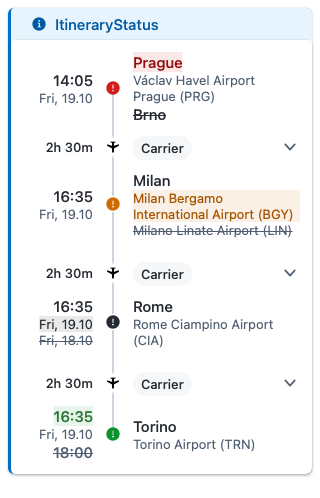 ItineraryStatus
Prague
14:05
Václav Havel Airport
Fri, 19.10
Prague (PRG)
Brno
2h 30m
Carrier
Milan
16:35
Milan Bergamo
Fri, 19.10
International Airport (BGY)
Milano Linate Airport (LIN)
2h 30m
Carrier
16:35
Rome
Fri, 19.10
Rome Ciampino Airport
Fri, 18.10
(CIA)
2h 30m
Carrier
16:35
Torino
Fri, 19.10
Torino Airport (TRN)
18:00